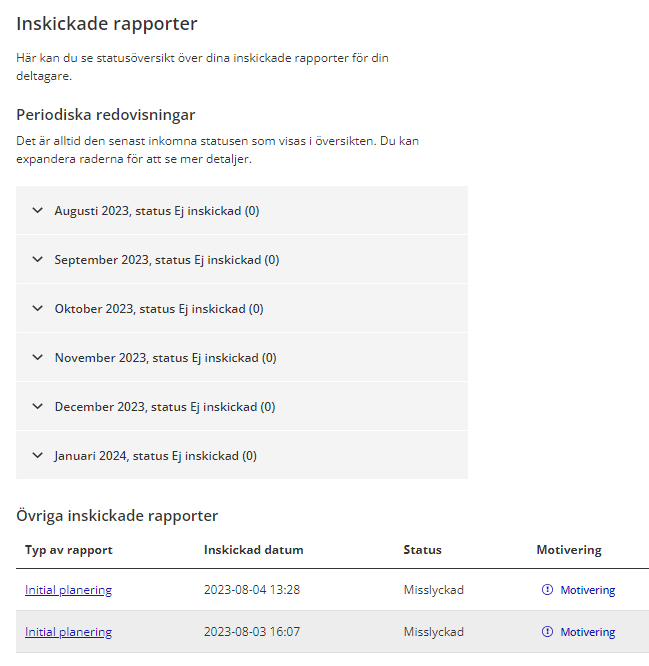 Inskickade rapporter
Här kan du se statusöversikt över dina inskickade rapporter för din
deltagare.
Periodiska redovisningar
Det är alltid den senast inkomna statusen som visas i översikten. Du kan
expandera raderna för att se mer detaljer.
Augusti 2023, status Ej inskickad (0)
September 2023, status Ej inskickad (0)
Oktober 2023, status Ej inskickad (0)
November 2023, status Ej inskickad (0)
December 2023, status Ej inskickad (0)
Januari 2024, status Ej inskickad (0)
Övriga inskickade rapporter
Typ av rapport Inskickad datum Status Motivering
Initial planering 2023-08-04 13:28 Misslyckad Motivering
Initial planering 2023-08-03 16:07 Misslyckad Motivering